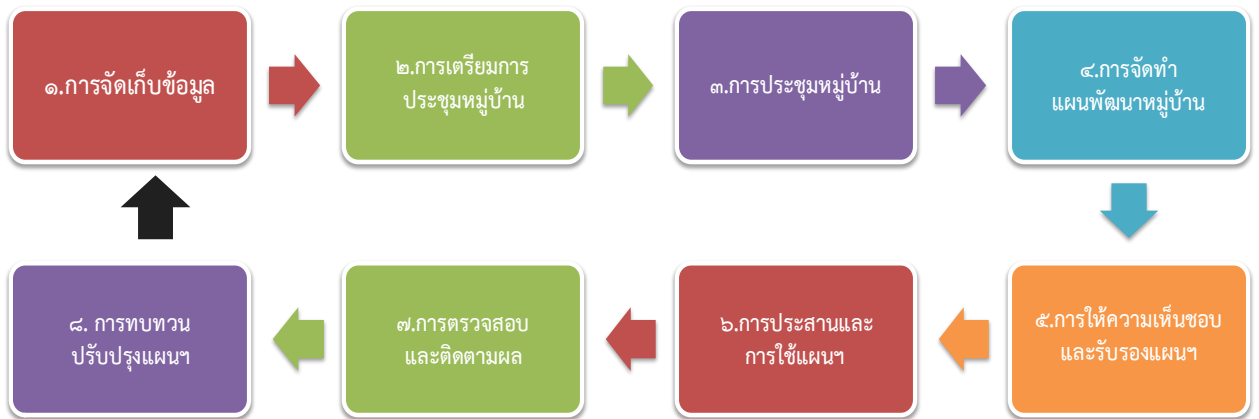 ๑.การจัดเก็บข้อมูล
๒.การเตรียมการ
ประชุมหมู่บ้าน
๓.การประชุมหมู่บ้าน
๔.การจัดทำ
แผนพัฒนาหมู่บ้าน
๕.การให้ความเห็นชอบ
และรับรองแผนฯ
๖.การประสานและ
การใช้แผนฯ
๗.การตรวจสอบ
และติดตามผล
๘. การทบทวน
ปรับปรุงแผนฯ